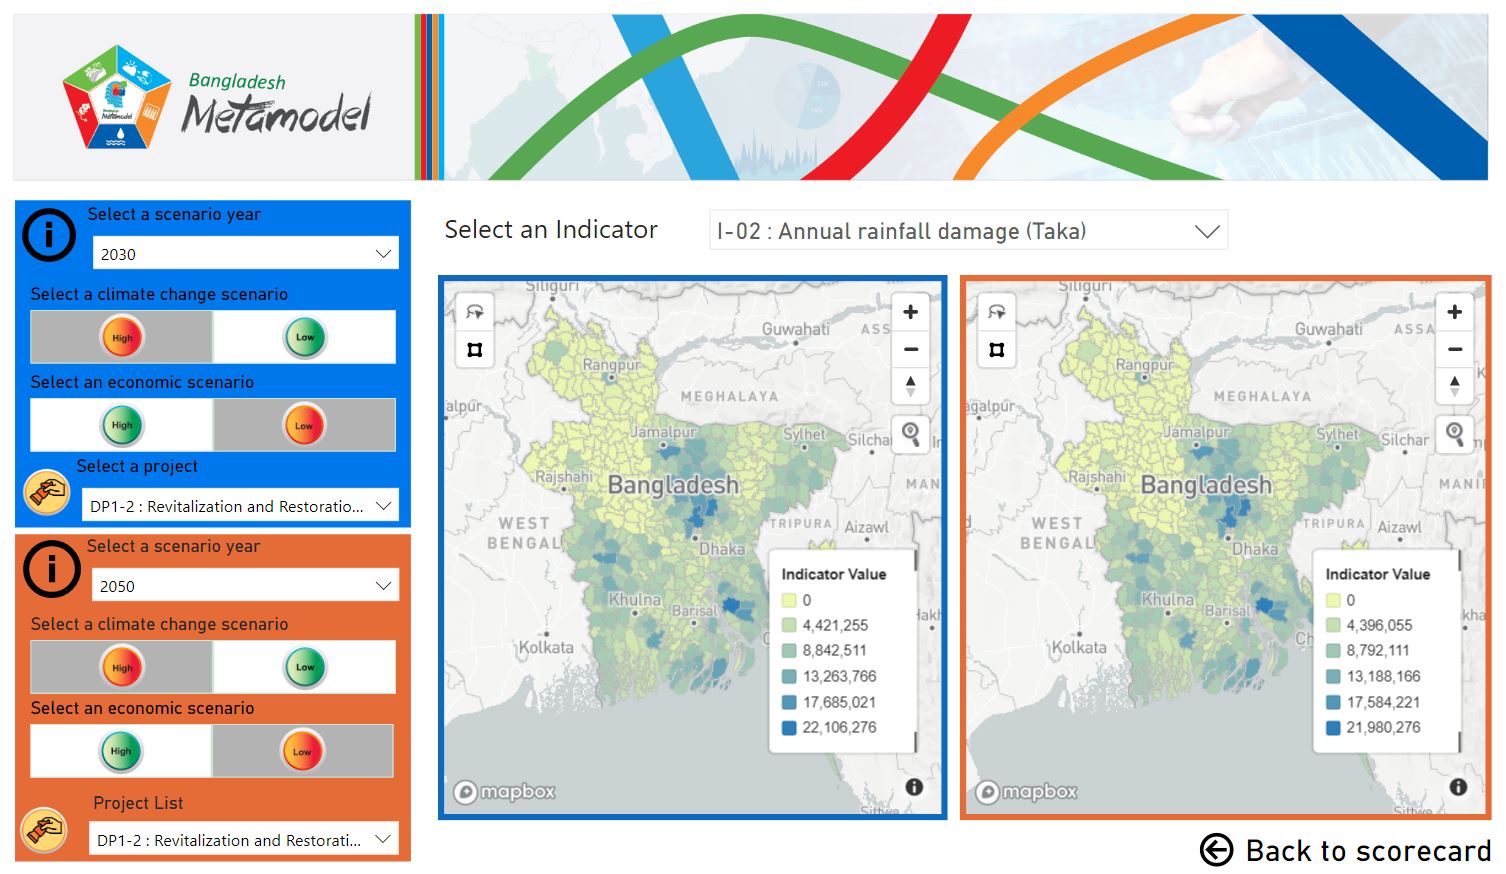 Bangladesh
Metamodel
Select a scenario year
2030
Select a climate change scenario
High
Low
Select an economic scenario
High
Low
Select a project
DP1-2 : Revitalization and Restoratio...
Select a scenario year
2050
Select a climate change scenario
High
Low
Select an economic scenario
High
Low
Project List
DP1-2 : Revitalization and Restorati...
Select an Indicator
I-02 : Annual rainfall damage (Taka)
Siliguri
Guwahati
ASS
Rangpur
MEGHALAYA
alpur
Jamalpur
Sylhet
Silchar
Rajshahi
Bangladesh
MAN
WEST
BENGAL
TRIPURA
Aizawl
Dhaka
Khulna
Barisal
Kolkata
Indicator Value
0
4,421,255
8,842,511
13,263,766
17,685,021
22,106,276
mapbox
Sittwe
Siliguri
Guwahati
ASSA
Rangpur
MEGHALAYA
agalpur
Jamalpur
Sylhet
Silchar
Rajshahi
Bangladesh
MANI
WEST
BENGAL
TRIPURA
Aizawl
Dhaka
Khulna
Barisal
Kolkata
Indicator Value
0
4,396,055
8,792,111
13,188,166
17,584,221
21,980,276
mapbox
Sittwe
Back to scorecard